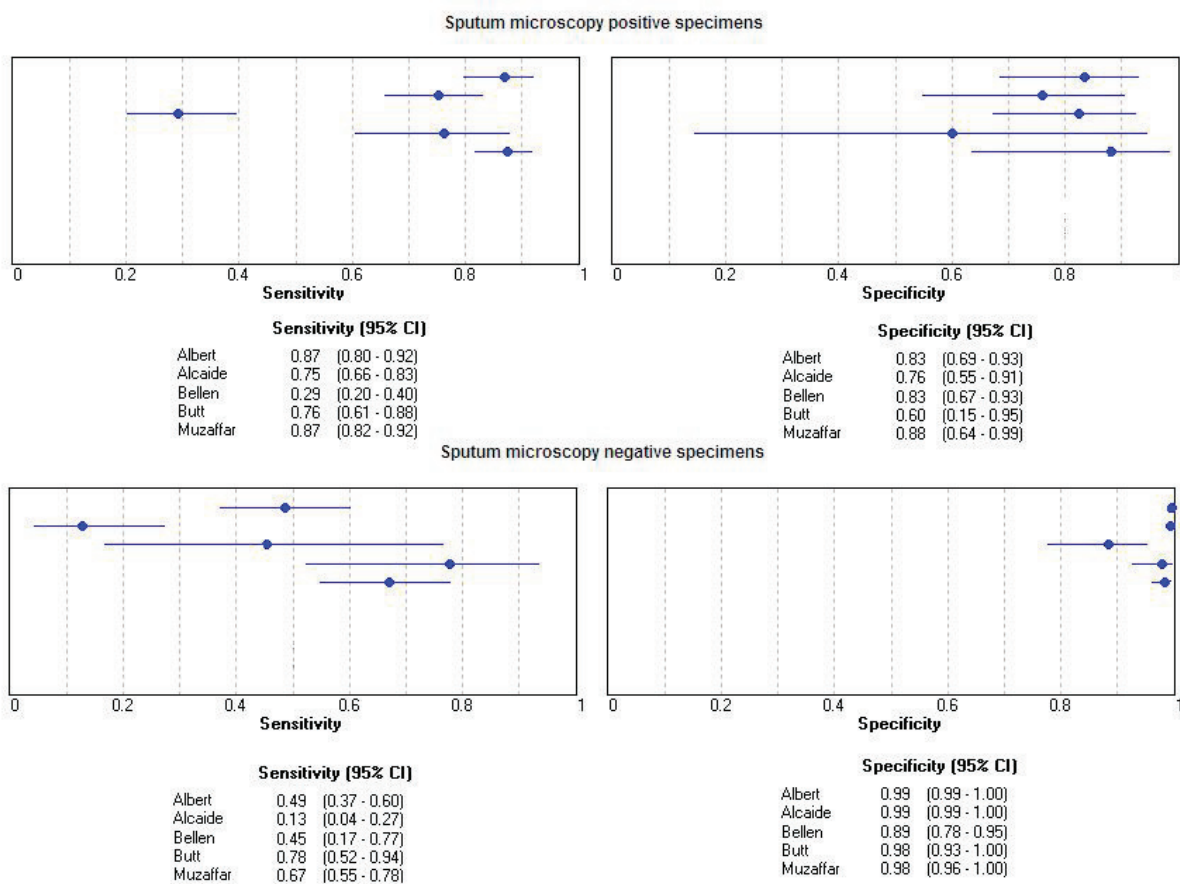 Sputum microscopy positive specimens
0 0.2 0.4 0.6 0.8 1
Sensitivity
0 0.2 0.4 0.6 0.8
Specificity
Sensitivity (95% CI)
Albert 0.87 (0.80 - 0.92)
Alcaide 0.75 (0.66 - 0.83)
Bellen 0.29 (0.20 - 0.40)
Butt 0.76 (0.61 - 0.88)
Muzaffar 0.87 (0.82 - 0.92)
Specificity (95% CI)
Albert 0.83 (0.69 - 0.93)
Alcaide 0.76 (0.55 - 0.91)
Bellen 0.83 (0.67 - 0.93)
Butt 0.60 (0.15 - 0.95)
Muzaffar 0.88 (0.64 - 0.99)
Sputum microscopy negative specimens
0 0.2 0.4 0.6 0.8 1
Sensitivity
0 0.2 0.4 0.6 0.8 1
Specificity
Sensitivity (95% CI)
Albert 0.49 (0.37 - 0.60)
Alcaide 0.13 (0.04 - 0.27)
Bellen 0.45 (0.17 - 0.77)
Butt 0.78 (0.52 - 0.94)
Muzaffar 0.67 (0.55 - 0.78)
Specificity (95% CI)
Albert 0.99 (0.99 - 1.00)
Alcaide 0.99 (0.99 - 1.00)
Bellen 0.89 (0.78 - 0.95)
Butt 0.98 (0.93 - 1.00)
Muzaffar 0.98 (0.96 - 1.00)